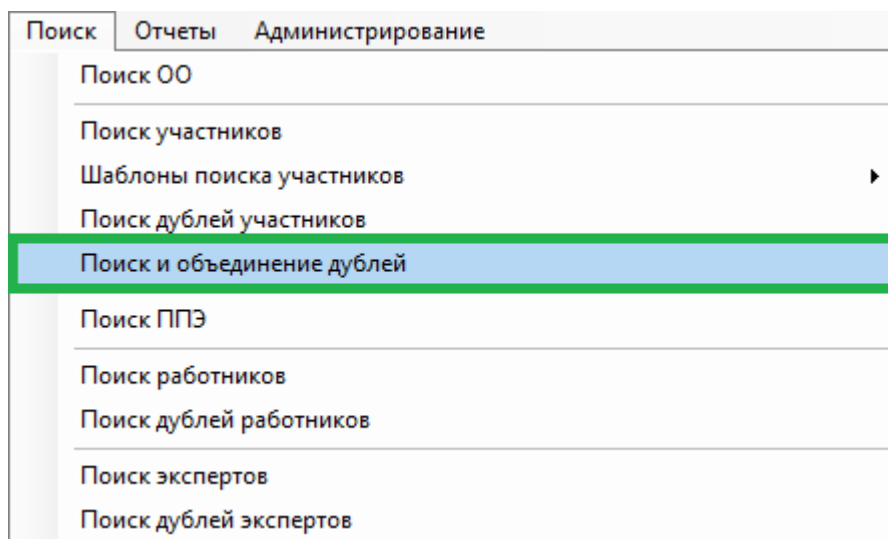 Поиск Отчеты Администрирование
Поиск ОО
Поиск участников
Шаблоны поиска участников
Поиск дублей участников
Поиск и объединение дублей
Поиск ППЭ
Поиск работников
Поиск дублей работников
Поиск экспертов
Поиск дублей экспертов